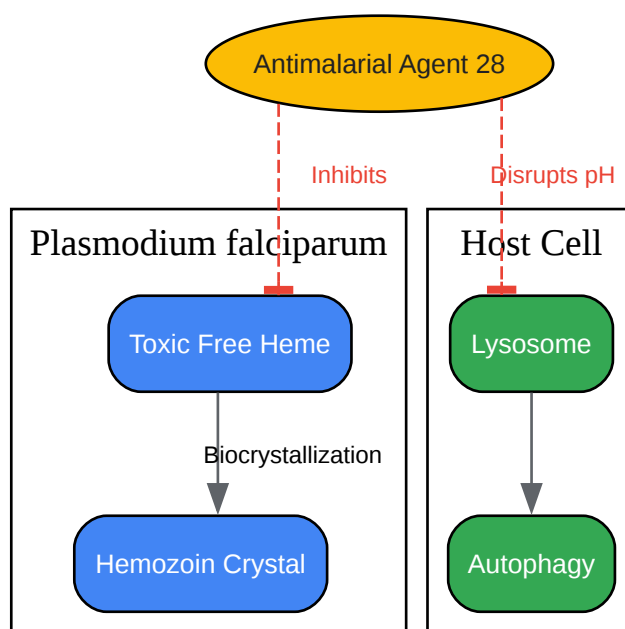 Antimalarial Agent 28
Inhibits
Disrupts pH
Plasmodium falciparum
Host Cell
Toxic Free Heme
Lysosome
Biocrystallization
Hemozoin Crystal
Autophagy